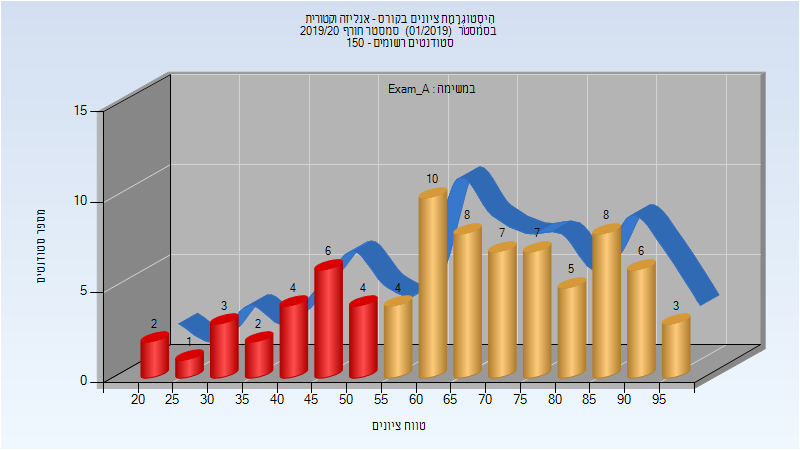 היסטוגרמת ציונים בקורס - אנליזה וקטורית
בסמסטר (01/2019) סמסטר חורף 2019/20
סטודנטים רשומים - 150
במשימה : Exam_A
מספר סטודנטים
15
10
5
0
2
1
3
2
4
6
4
4
10
8
7
7
5
8
6
3
20 25 30 35 40 45 50 55 60 65 70 75 80 85 90 95
טווח ציונים